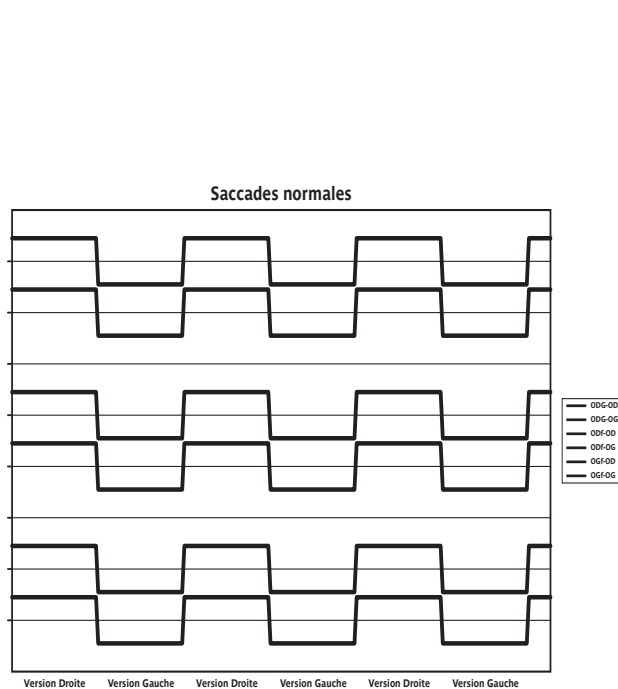 Saccades normales
ODG-OD
ODG-OG
ODf-OD
ODf-OG
OGf-OD
OGf-OG
Version Droite Version Gauche Version Droite Version Gauche Version Droite Version Gauche